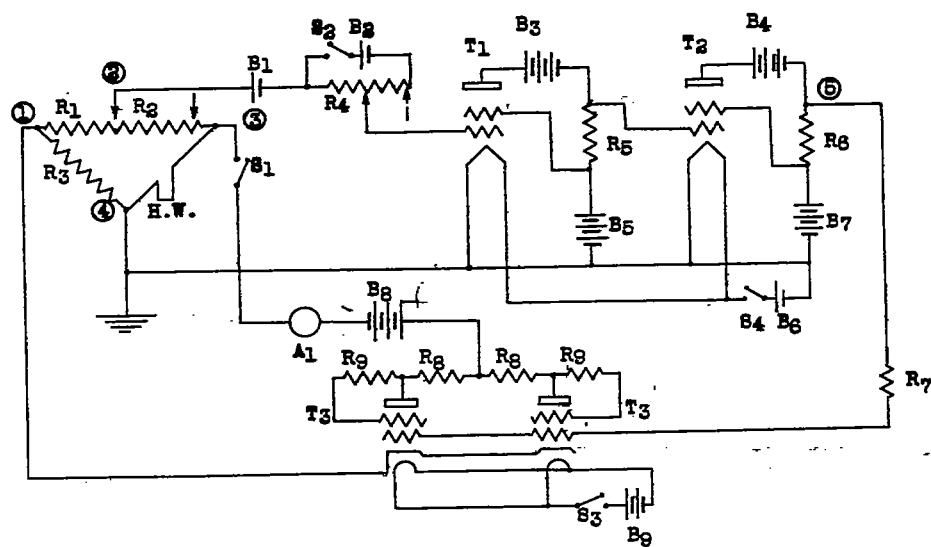 S2 B2
B3
B4
T1
T2
B1
② 
⑤
①
R1 R2
R4
③
R5
R6
R3
S1
④
H.W.
B5
B7
B8
S4 B6
A1
R9 R8 R8 R9
R7
T3
T3
S3
B9